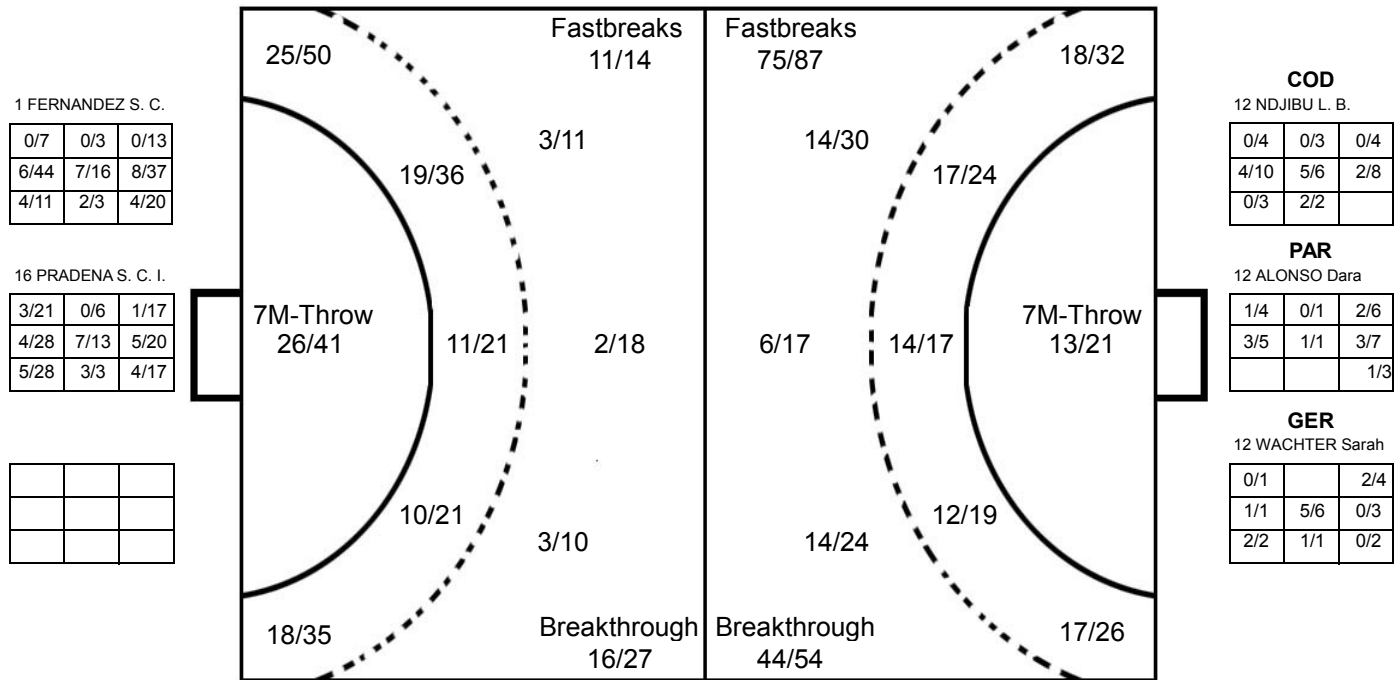 1 FERNANDEZ S. C.
0/7 0/3 0/13
6/44 7/16 8/37
4/11 2/3 4/20
16 PRADENA S. C. I.
3/21 0/6 1/17
4/28 7/13 5/20
5/28 3/3 4/17
25/50
Fastbreaks
11/14
3/11
19/36
7M-Throw
26/41
11/21
2/18
10/21
3/10
18/35
Breakthrough
16/27
Fastbreaks
75/87
18/32
14/30
17/24
6/17
14/17
7M-Throw
13/21
12/19
14/24
17/26
Breakthrough
44/54
COD
12 NDJIBU L. B.
0/4 0/3 0/4
4/10 5/6 2/8
0/3 2/2
PAR
12 ALONSO Dara
1/4 0/1 2/6
3/5 1/1 3/7
1/3
GER
12 WACHTER Sarah
0/1 2/4
1/1 5/6 0/3
2/2 1/1 0/2